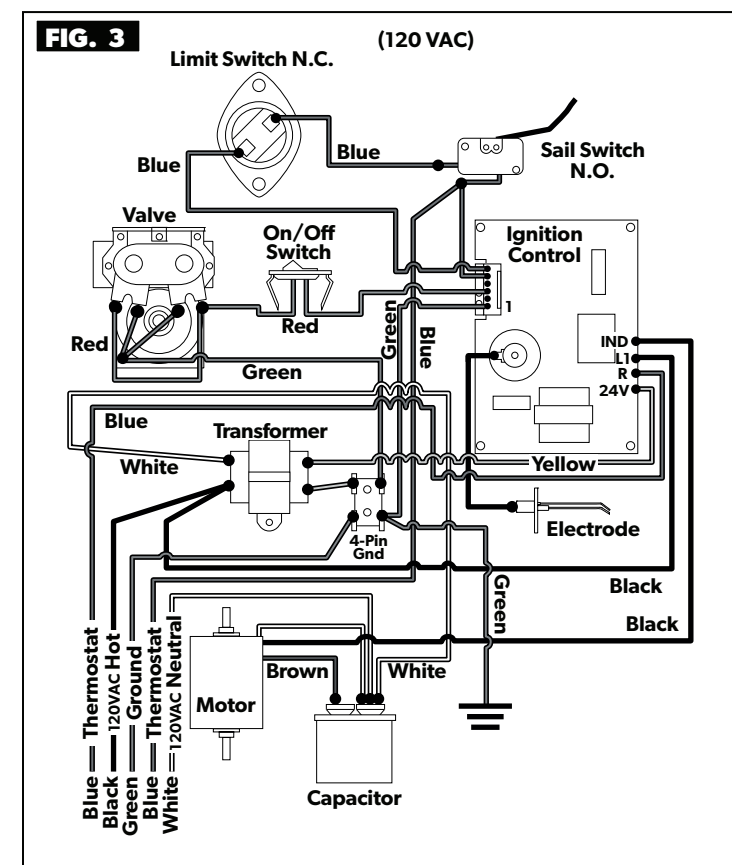 FIG. 3
(120 VAC)
Limit Switch N.C.
Blue
Blue
Sail Switch
N.O.
Valve
On/Off
Switch
Ignition
Control
1
Red
Red
Green
Green
Blue
IND
L1
R
24V
Blue
White
Transformer
Yellow
4-Pin
Gnd
Electrode
Green
Black
Black
Brown
White
Motor
Capacitor
Blue Thermostat
Black 120VAC Hot
Green Ground
Blue Thermostat
White 120VAC Neutral